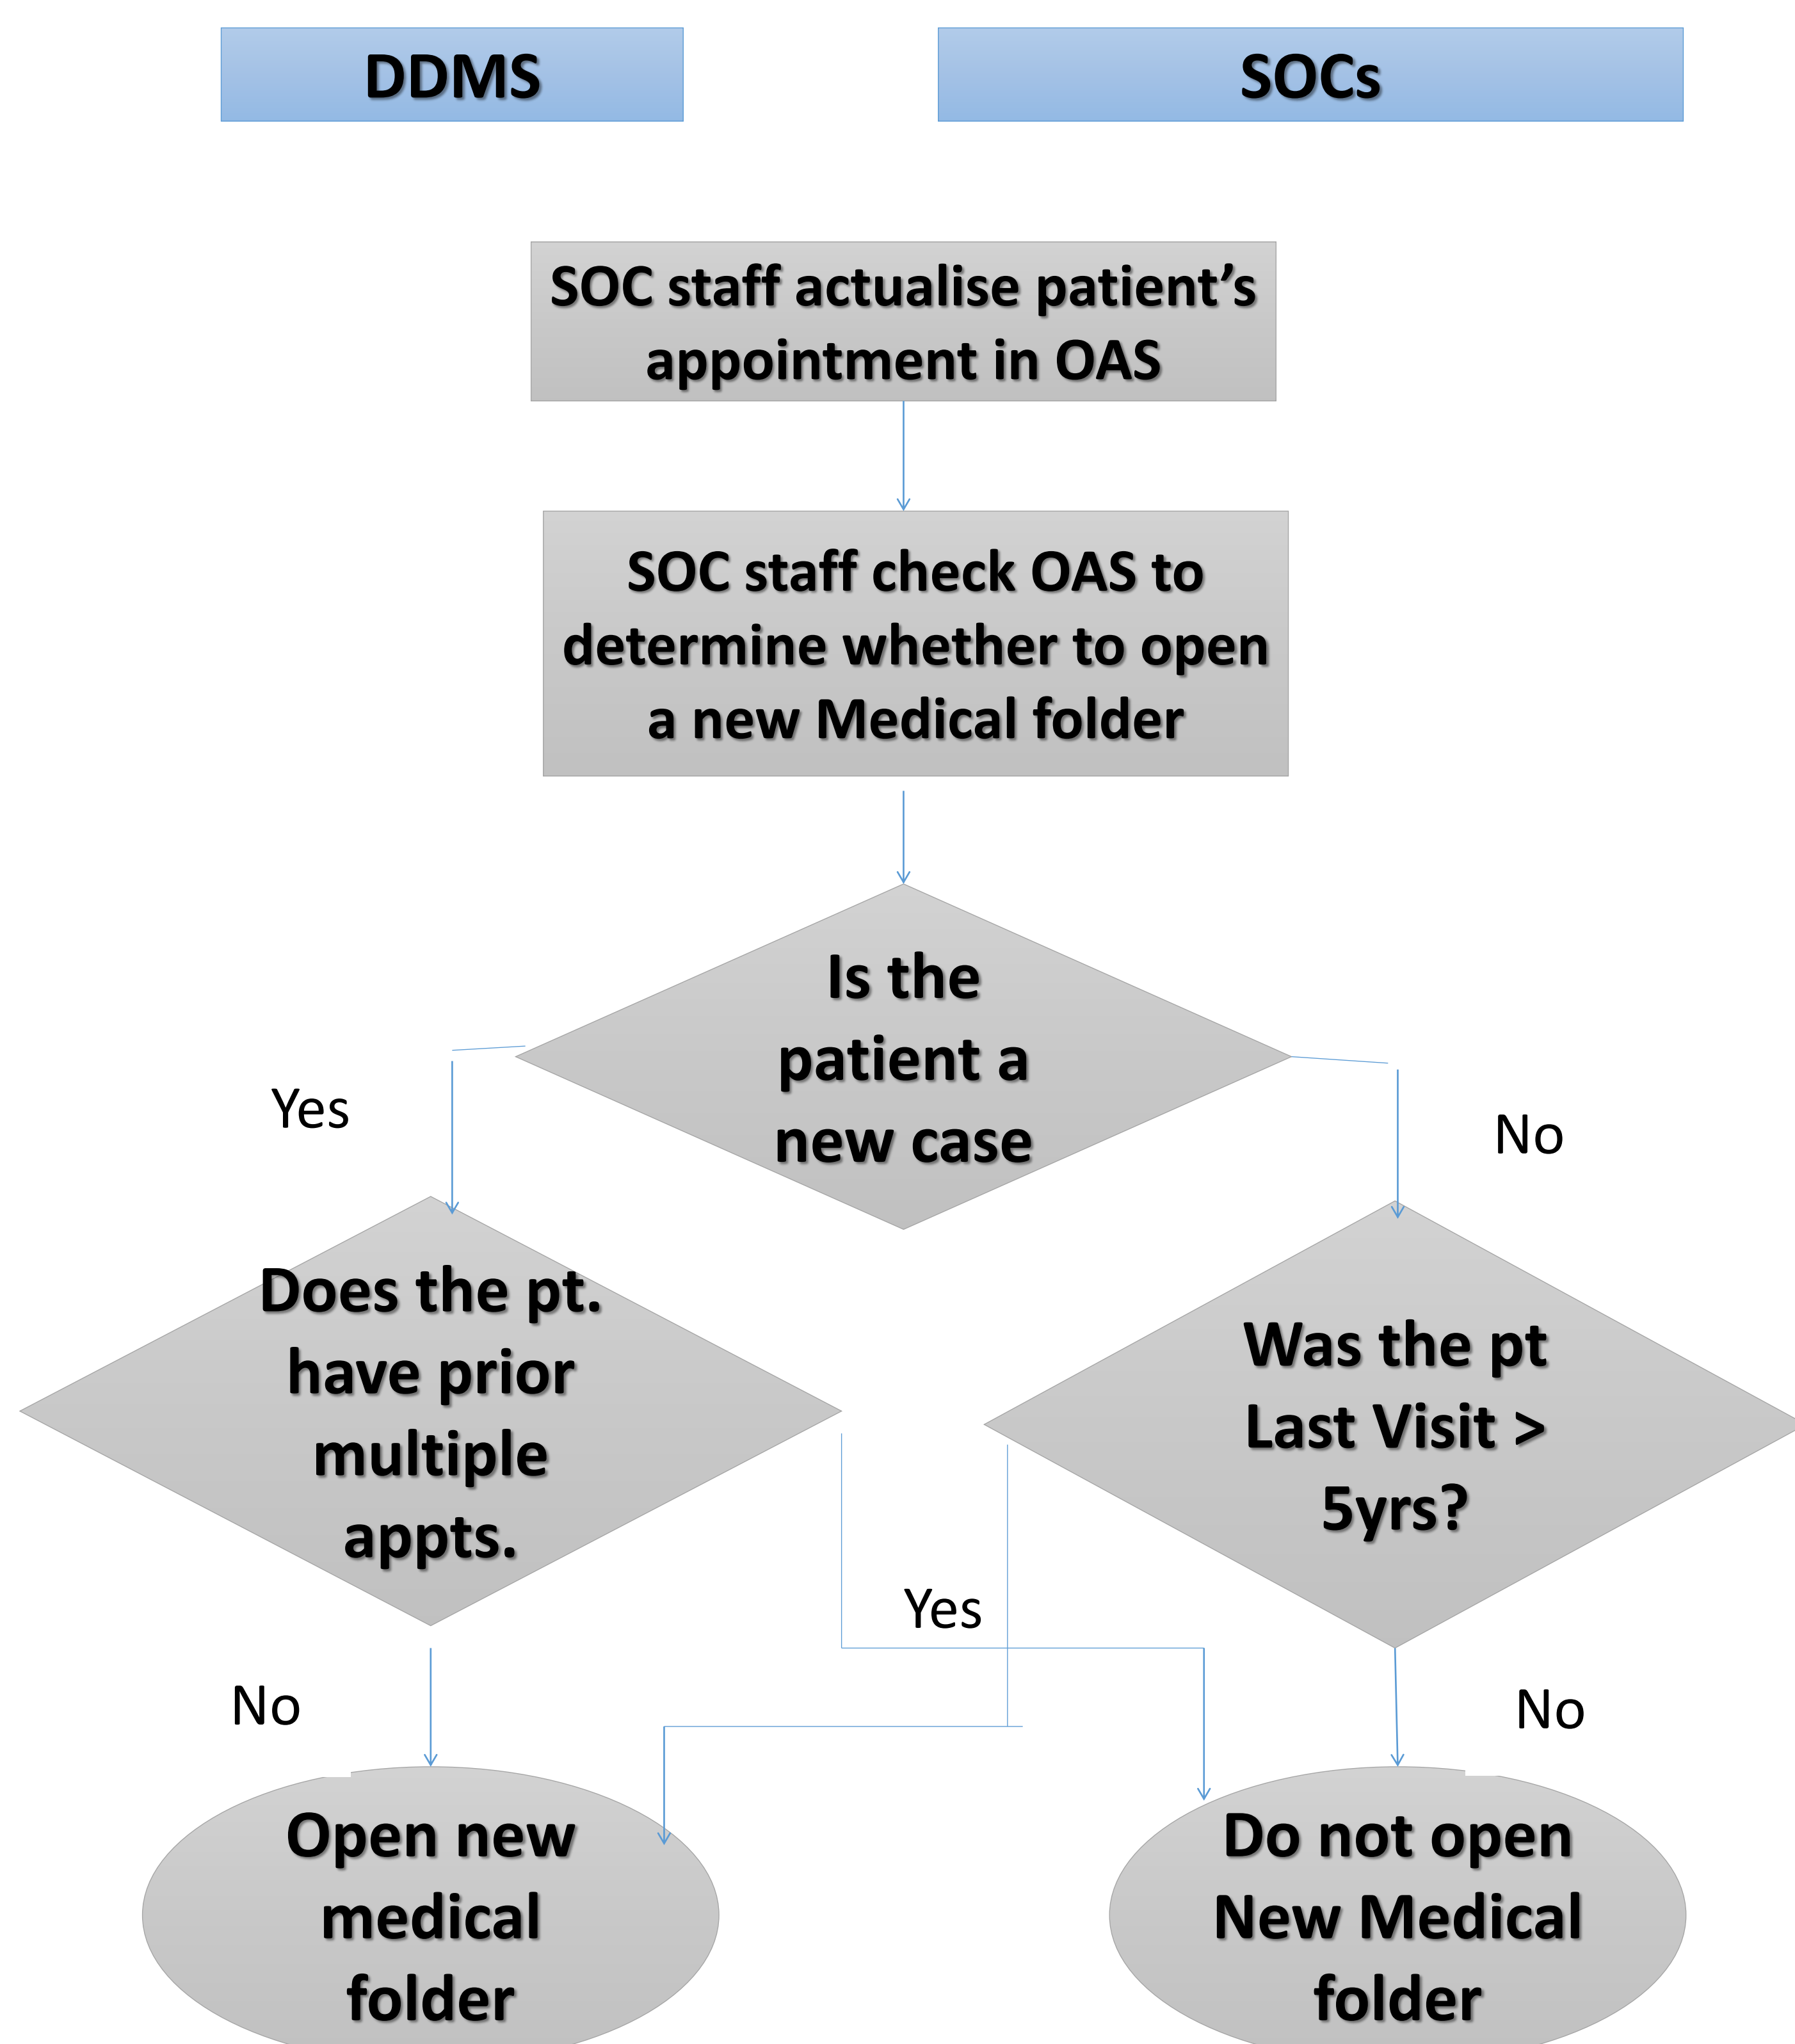 DDMS
SOCs
SOC staff actualise patient’s
appointment in OAS
SOC staff check OAS to
determine whether to open
a new Medical folder
Is the
patient a
new case
Yes
No
Does the pt.
have prior
multiple
appts.
Was the pt
Last Visit >
5yrs?
Yes
No
No
Open new
medical
folder
Do not open
New Medical
folder